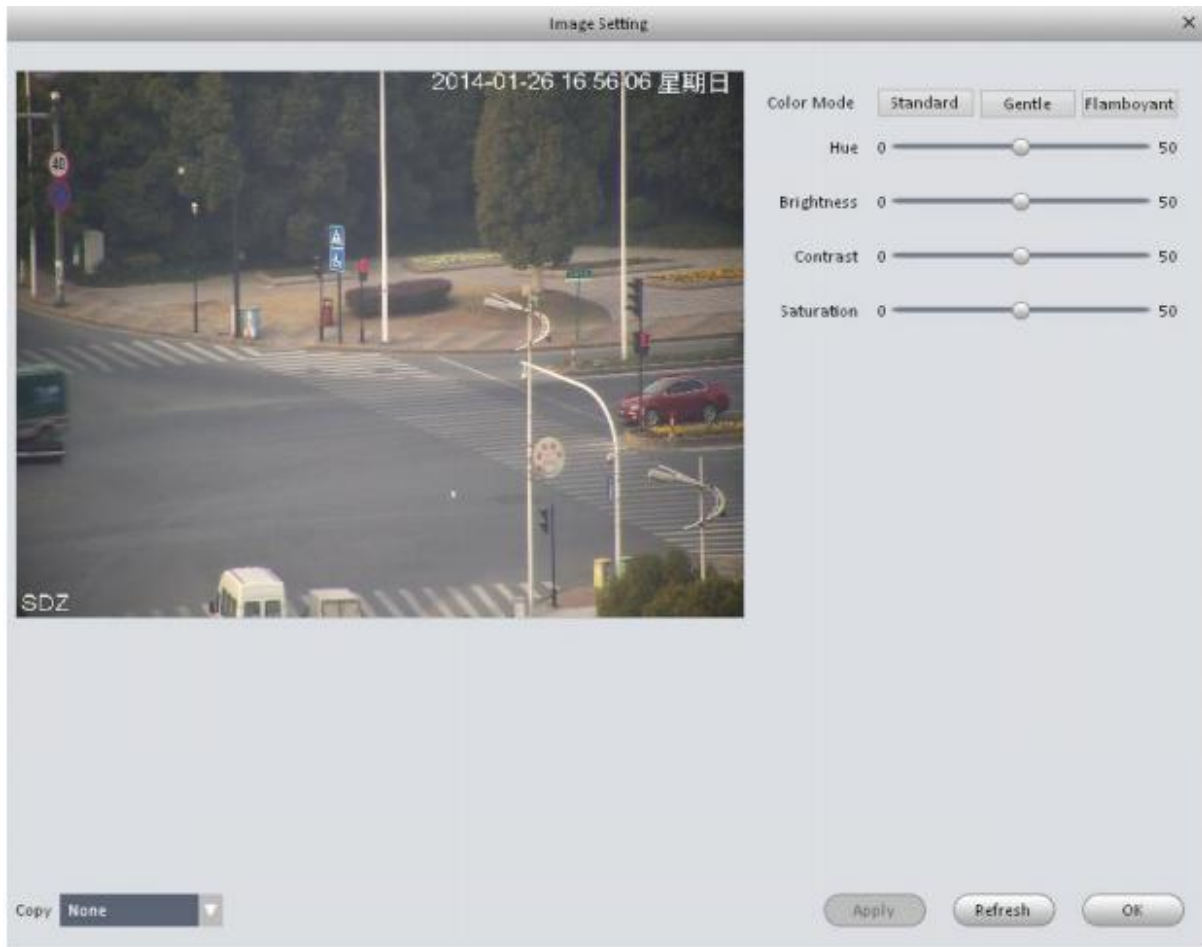 Image Setting
2014-01-26 16:56:06 星期日
40
SDZ
Color Mode Standard Gentle Flamboyant
Hue 0 50
Brightness 0 50
Contrast 0 50
Saturation 0 50
Copy None
Apply Refresh OK